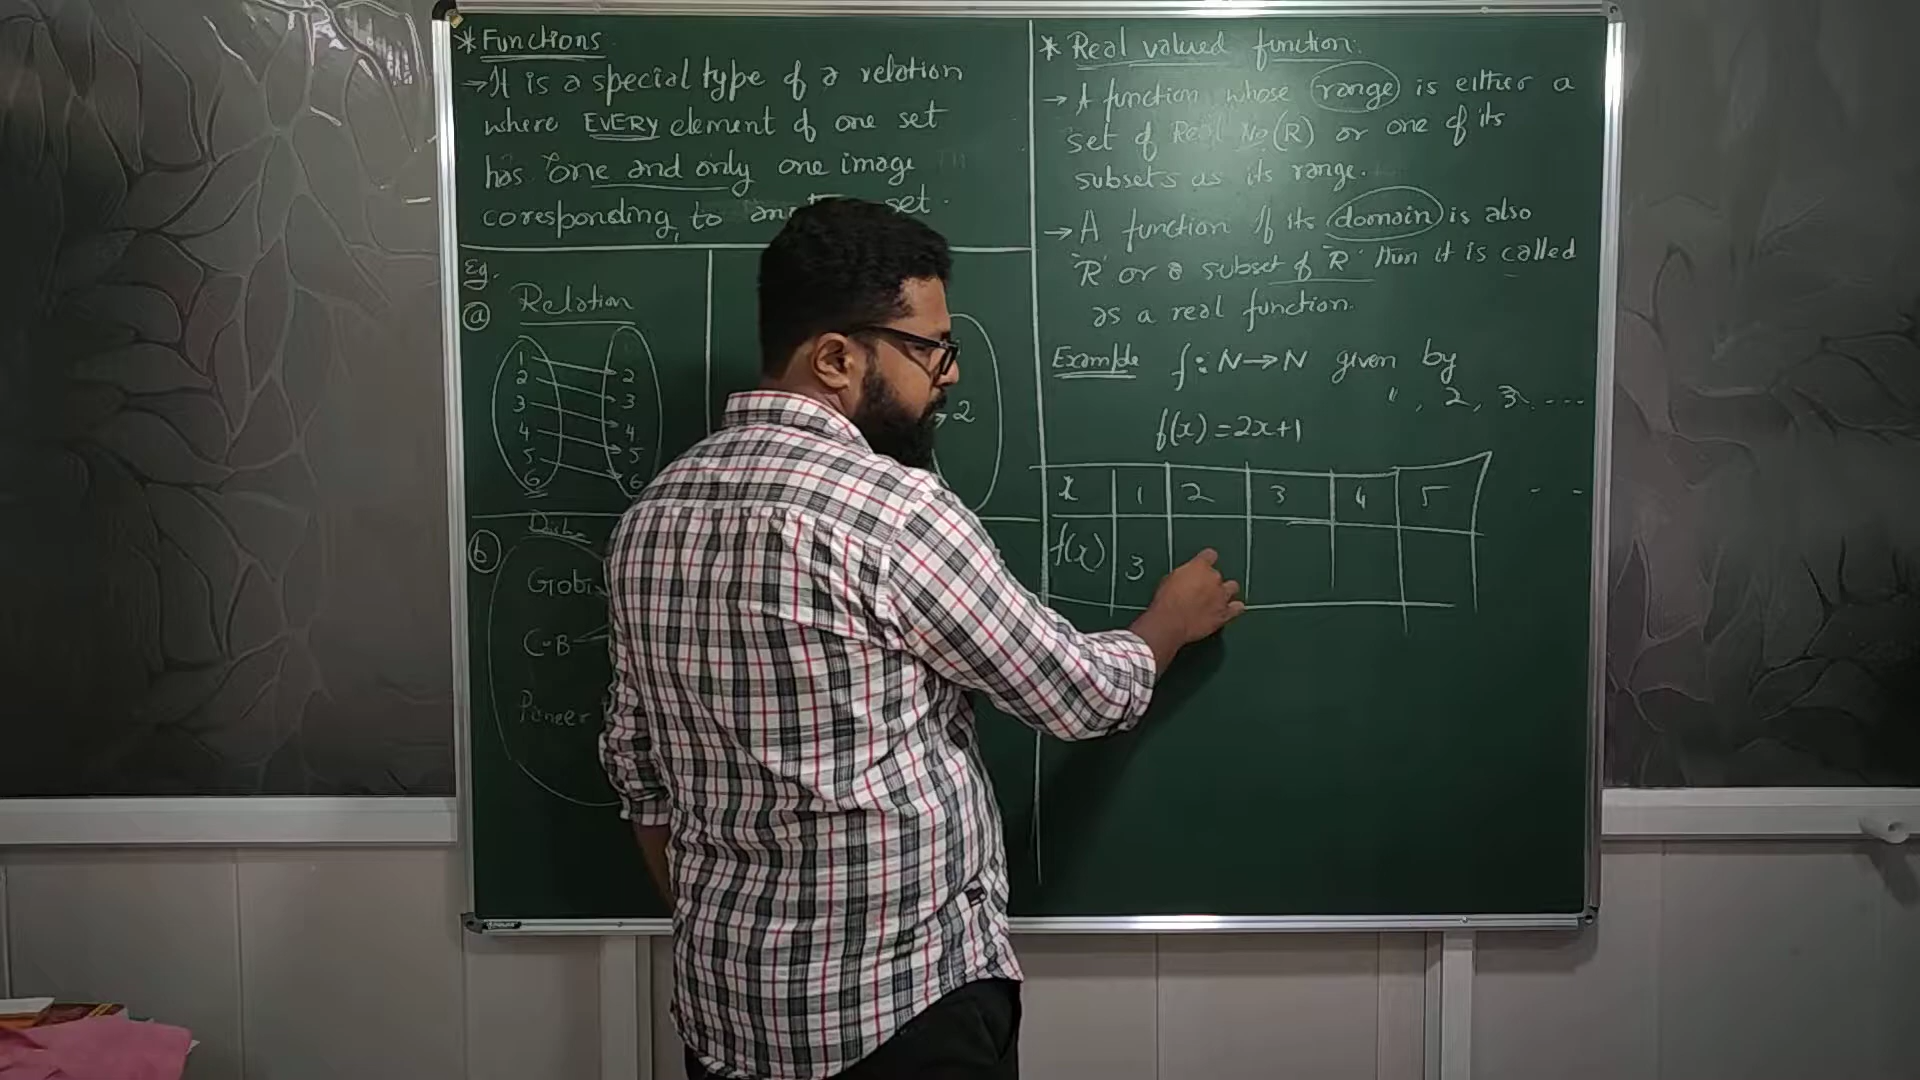 * Functions
→ It is a special type of a relation
where EVERY element of one set
has one and only one image
coresponding to set.
Eg.
(a) Relation
1 2
2 3
3 4
4 5
5 6
6
→ 2
(b)
Gobi
C-B
Paneer
* Real valued function:
→ A function whose range is either a
set of Real No (R) or one of its
subsets as its range.
→ A function if its domain is also
'R' or a subset of 'R' then it is called
as a real function.
Example f: N→N given by
1, 2, 3, ...
f(x) = 2x+1
x 1 2 3 4 5 - -
f(x) 3